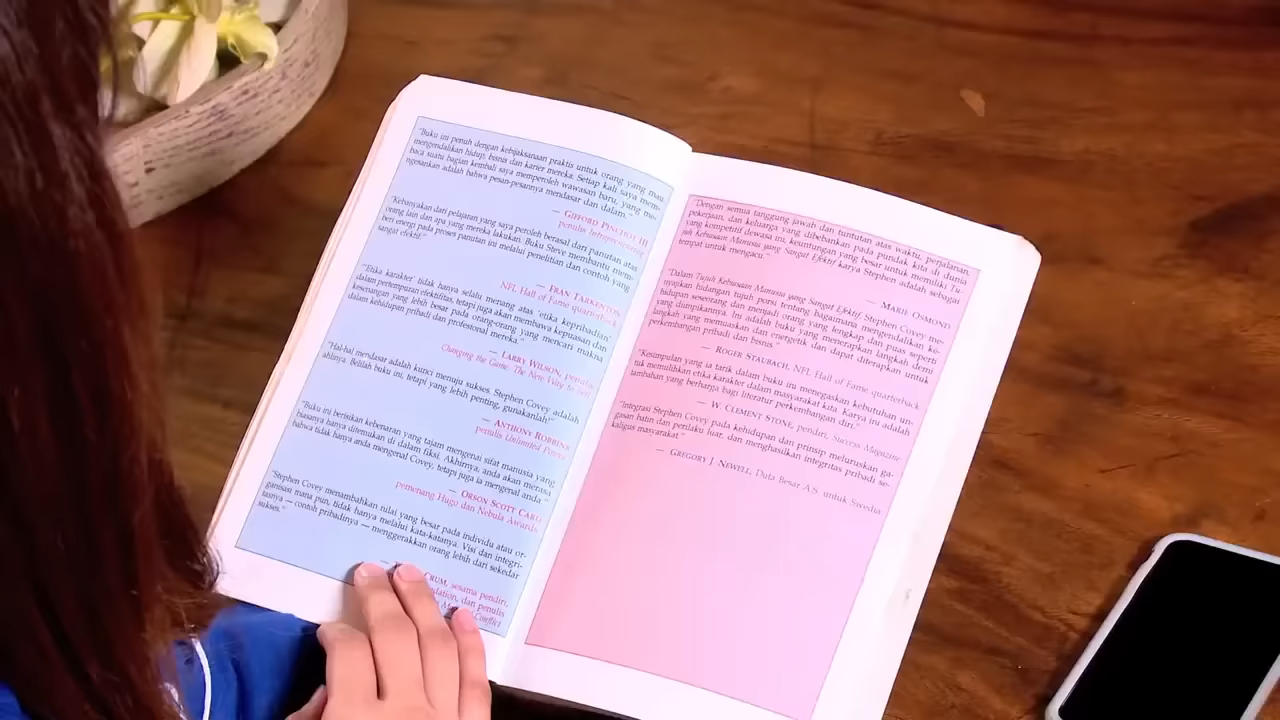 "Buku ini penuh dengan kebijaksanaan praktis untuk orang yang mau
mengendalikan hidup, bisnis dan karier mereka. Setiap kali saya mem-
baca suatu bagian kembali saya memperoleh wawasan baru, yang me-
ngesankan adalah bahwa pesan-pesannya mendasar dan dalam."
— GIFFORD PINCHOT III
penulis Intrapreneuring
"Kebanyakan dari pelajaran yang saya peroleh berasal dari panutan atas
orang lain dan apa yang mereka lakukan. Buku Steve membantu mem-
beri energi pada proses panutan ini melalui penelitian dan contoh yang
sangat efektif."
— FRAN TARKENTON
NFL Hall of Fame quarterback
"'Etika karakter' tidak hanya selalu menang atas 'etika kepribadian'
dalam pertempuran efektifitas, tetapi juga akan membawa kepuasan dan
kesenangan yang lebih besar pada orang-orang yang mencari makna
dalam kehidupan pribadi dan profesional mereka."
— LARRY WILSON, penulis
Changing the Game: The New Way to Sell
"Hal-hal mendasar adalah kunci menuju sukses. Stephen Covey adalah
ahlinya. Belilah buku ini, tetapi yang lebih penting, gunakanlah!"
— ANTHONY ROBBINS
penulis Unlimited Power
"Buku ini berisikan kebenaran yang tajam mengenai sifat manusia yang
biasanya hanya ditemukan di dalam fiksi. Akhirnya, anda akan merasa
bahwa tidak hanya anda mengenal Covey, tetapi juga ia mengenal anda."
— ORSON SCOTT CARD
pemenang Hugo dan Nebula Awards
"Stephen Covey menambahkan nilai yang besar pada individu atau or-
ganisasi mana pun, tidak hanya melalui kata-katanya. Visi dan integri-
tasnya — contoh pribadinya — menggerakkan orang lebih dari sekedar
sukses."
CRUM, sesama pendiri,
dan penulis
Conflict
"Dengan semua tanggung jawab dan tuntutan atas waktu, perjalanan,
pekerjaan, dan keluarga yang dibebankan pada pundak kita di dunia
yang kompetitif dewasa ini, keuntungan yang besar untuk memiliki Tu-
juh Kebiasaan Manusia yang Sangat Efektif karya Stephen adalah sebagai
tempat untuk mengacu."
— MARIE OSMOND
"Dalam Tujuh Kebiasaan Manusia yang Sangat Efektif, Stephen Covey me-
nyajikan hidangan tujuh porsi tentang bagaimana mengendalikan ke-
hidupan seseorang dan menjadi orang yang lengkap dan puas seperti
yang diimpikannya. Ini adalah buku yang menerapkan langkah demi
langkah yang memuaskan dan energetik dan dapat diterapkan untuk
perkembangan pribadi dan bisnis."
— ROGER STAUBACH, NFL Hall of Fame quarterback
"Kesimpulan yang ia tarik dalam buku ini menegaskan kebutuhan un-
tuk memulihkan etika karakter dalam masyarakat kita. Karya ini adalah
tambahan yang berharga bagi literatur perkembangan diri."
— W. CLEMENT STONE, pendiri, Success Magazine
"Integrasi Stephen Covey pada kehidupan dan prinsip meluruskan ga-
gasan batin dan perilaku luar, dan menghasilkan integritas pribadi se-
kaligus masyarakat."
— GREGORY J. NEWELL, Duta Besar A.S. untuk Swedia